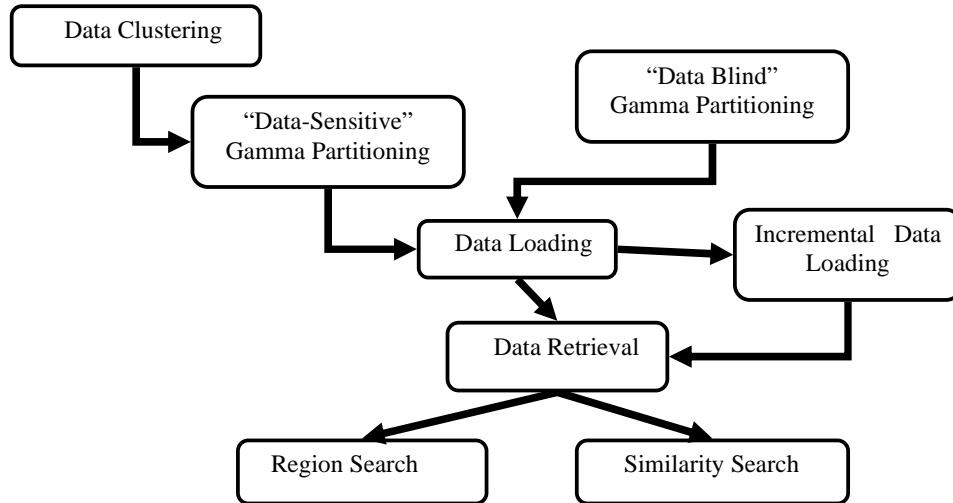 Data Clustering
“Data Blind”
Gamma Partitioning
“Data-Sensitive”
Gamma Partitioning
Data Loading
Incremental Data
Loading
Data Retrieval
Region Search
Similarity Search